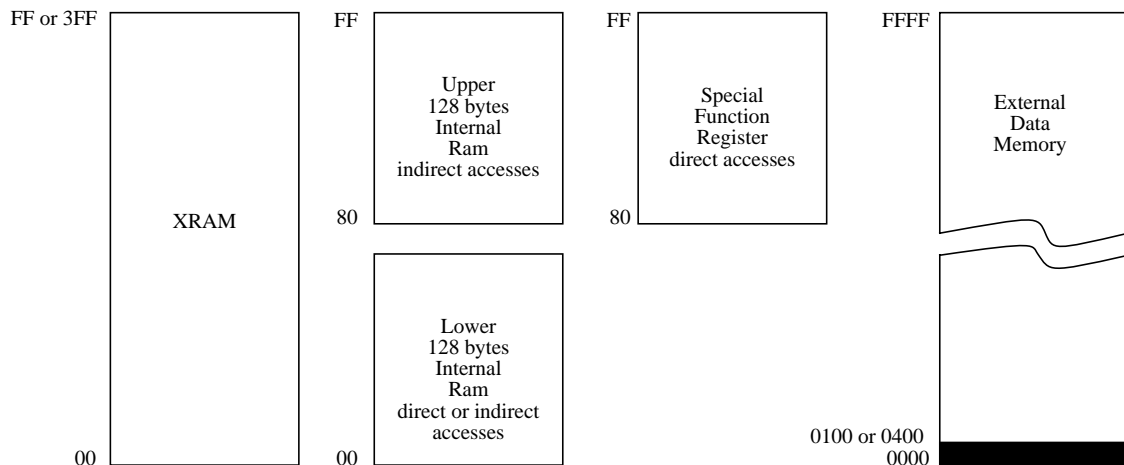 FF or 3FF
XRAM
00
FF
Upper
128 bytes
Internal
Ram
indirect accesses
80
Lower
128 bytes
Internal
Ram
direct or indirect
accesses
00
FF
Special
Function
Register
direct accesses
80
FFFF
External
Data
Memory
0100 or 0400
0000